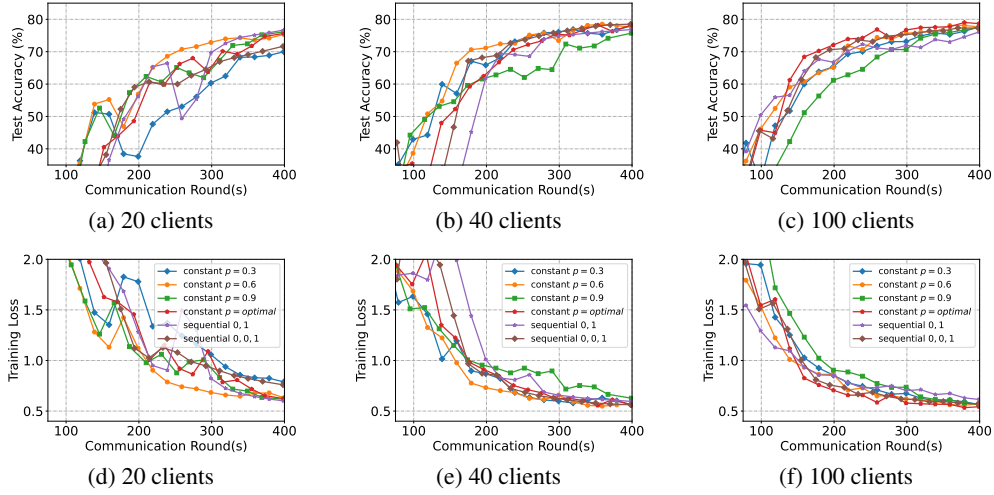 Test Accuracy (%)
80
70
60
50
40
100
200
300
400
Communication Round(s)
(a) 20 clients
Test Accuracy (%)
80
70
60
50
40
100
200
300
400
Communication Round(s)
(b) 40 clients
Test Accuracy (%)
80
70
60
50
40
100
200
300
400
Communication Round(s)
(c) 100 clients
Training Loss
2.0
1.5
1.0
0.5
constant p = 0.3
constant p = 0.6
constant p = 0.9
constant p = optimal
sequential 0, 1
sequential 0, 0, 1
100
200
300
400
Communication Round(s)
(d) 20 clients
Training Loss
2.0
1.5
1.0
0.5
constant p = 0.3
constant p = 0.6
constant p = 0.9
constant p = optimal
sequential 0, 1
sequential 0, 0, 1
100
200
300
400
Communication Round(s)
(e) 40 clients
Training Loss
2.0
1.5
1.0
0.5
constant p = 0.3
constant p = 0.6
constant p = 0.9
constant p = optimal
sequential 0, 1
sequential 0, 0, 1
100
200
300
400
Communication Round(s)
(f) 100 clients